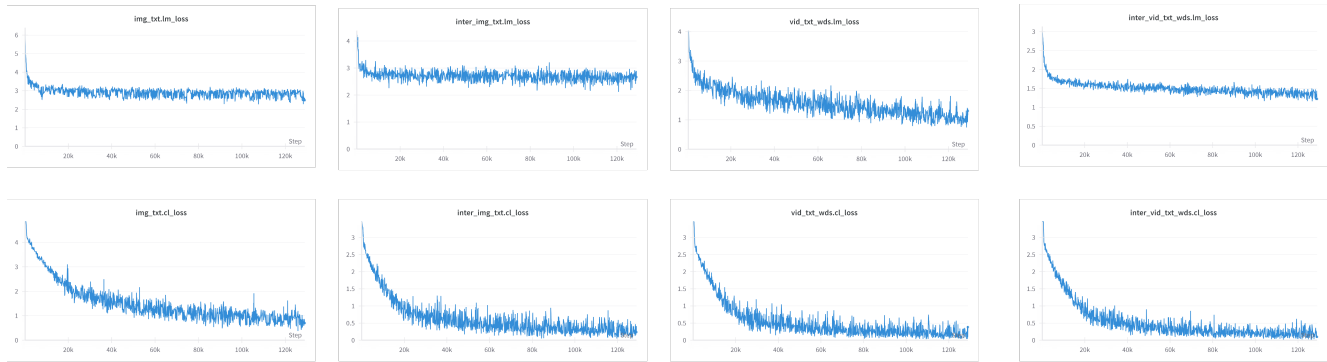 img_txt.lm_loss
6
5
4
3
2
1
0
Step
20k 40k 60k 80k 100k 120k
inter_img_txt.lm_loss
4
3
2
1
0
Step
20k 40k 60k 80k 100k 120k
vid_txt_wds.lm_loss
4
3
2
1
0
Step
20k 40k 60k 80k 100k 120k
inter_vid_txt_wds.lm_loss
3
2.5
2
1.5
1
0.5
0
Step
20k 40k 60k 80k 100k 120k
img_txt.cl_loss
4
3
2
1
0
Step
20k 40k 60k 80k 100k 120k
inter_img_txt.cl_loss
3
2.5
2
1.5
1
0.5
0
20k 40k 60k 80k 100k 120k
vid_txt_wds.cl_loss
3
2.5
2
1.5
1
0.5
0
20k 40k 60k 80k 100k 120k
inter_vid_txt_wds.cl_loss
3
2.5
2
1.5
1
0.5
0
20k 40k 60k 80k 100k 120k